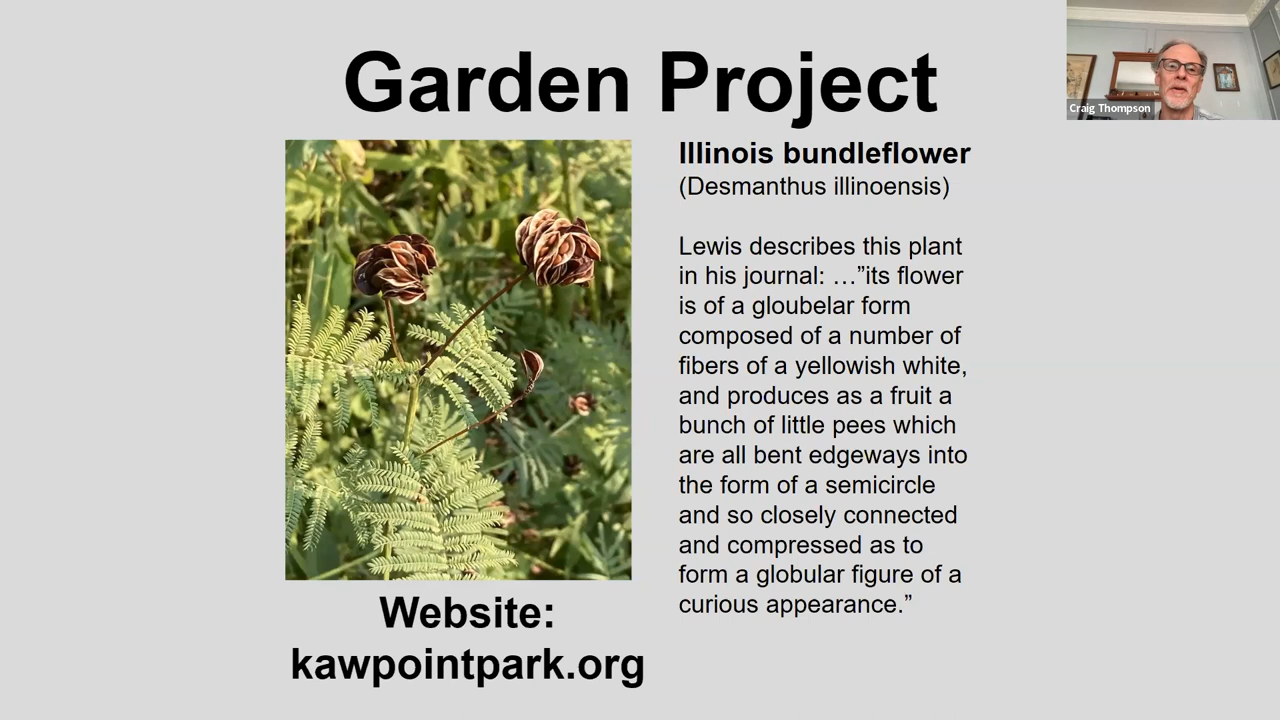 Garden Project
Craig Thompson
Illinois bundleflower
(Desmanthus illinoensis)
Lewis describes this plant
in his journal: …”its flower
is of a gloubelar form
composed of a number of
fibers of a yellowish white,
and produces as a fruit a
bunch of little pees which
are all bent edgeways into
the form of a semicircle
and so closely connected
and compressed as to
form a globular figure of a
curious appearance.”
Website:
kawpointpark.org